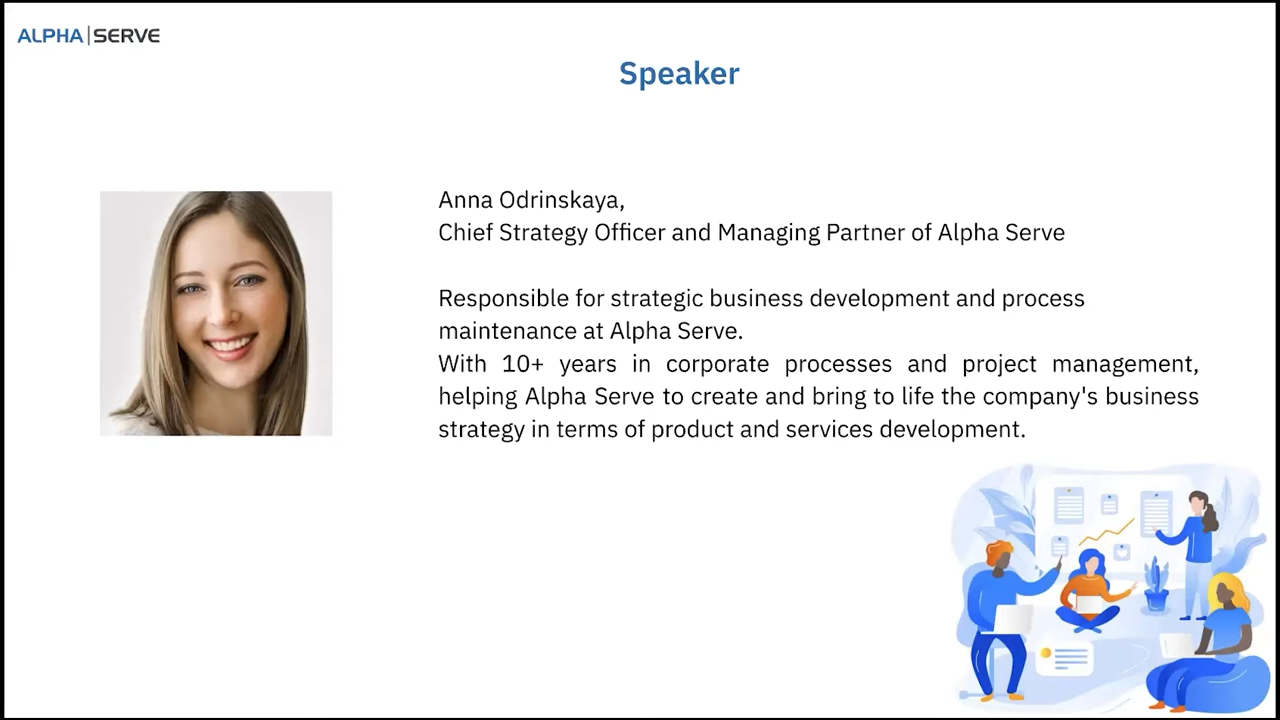 ALPHA|SERVE
Speaker
Anna Odrinskaya,
Chief Strategy Officer and Managing Partner of Alpha Serve
Responsible for strategic business development and process
maintenance at Alpha Serve.
With 10+ years in corporate processes and project management,
helping Alpha Serve to create and bring to life the company's business
strategy in terms of product and services development.